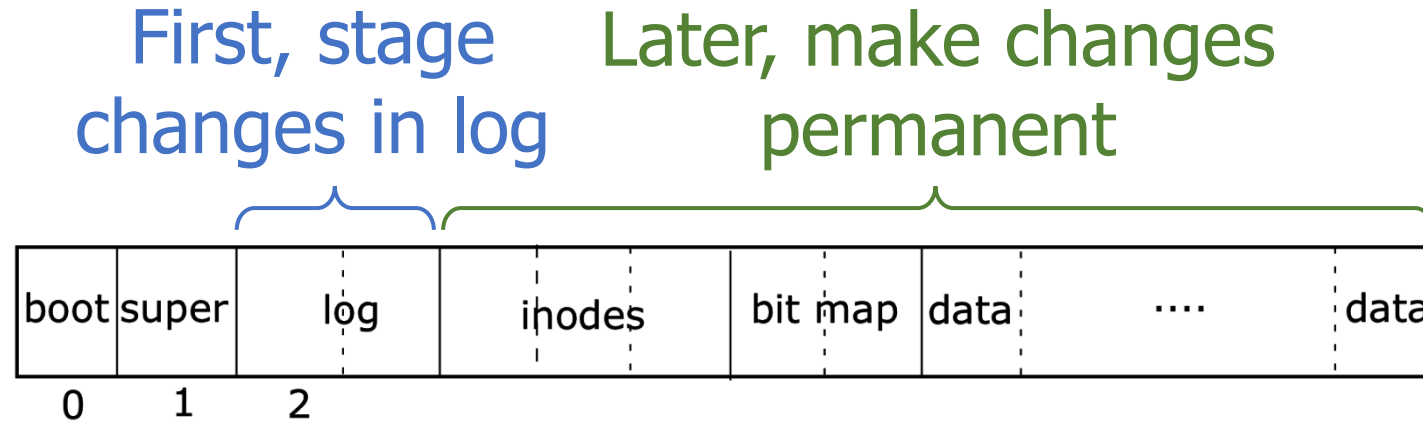 First, stage
changes in log
Later, make changes
permanent
boot super log inodes bit map data .... data
0 1 2